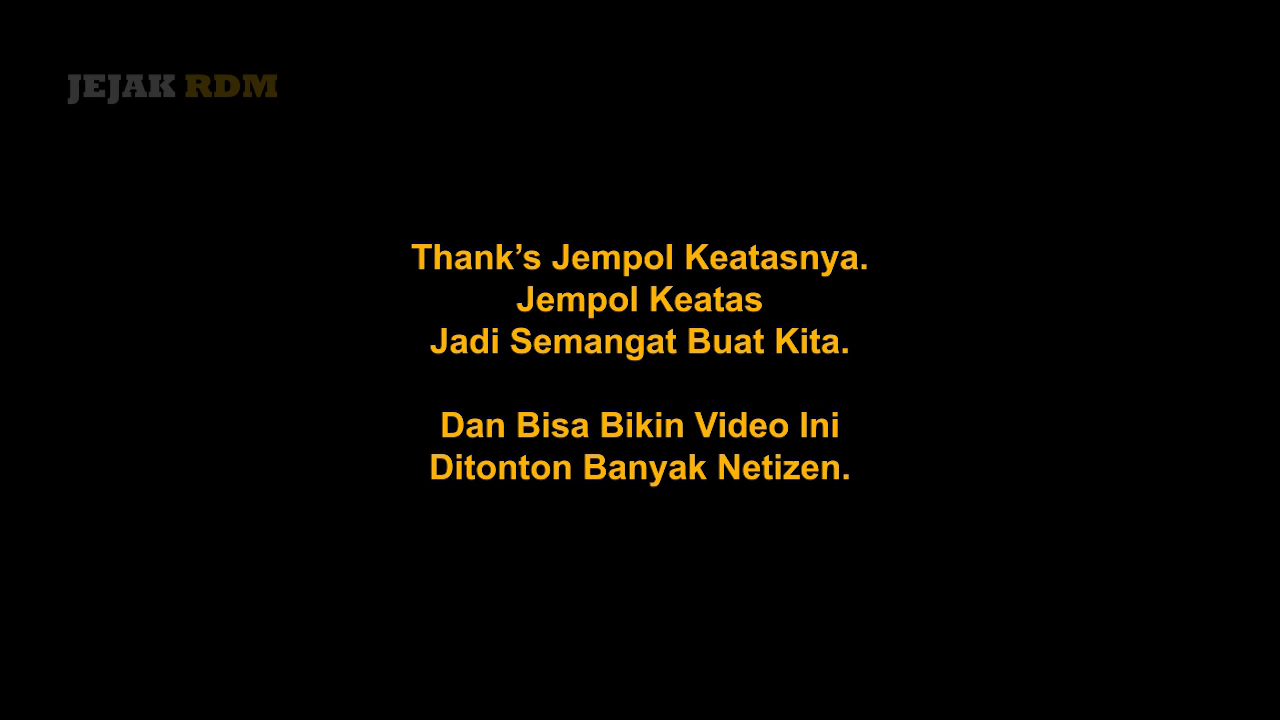 JEJAK RDM
Thank’s Jempol Keatasnya.
Jempol Keatas
Jadi Semangat Buat Kita.
Dan Bisa Bikin Video Ini
Ditonton Banyak Netizen.